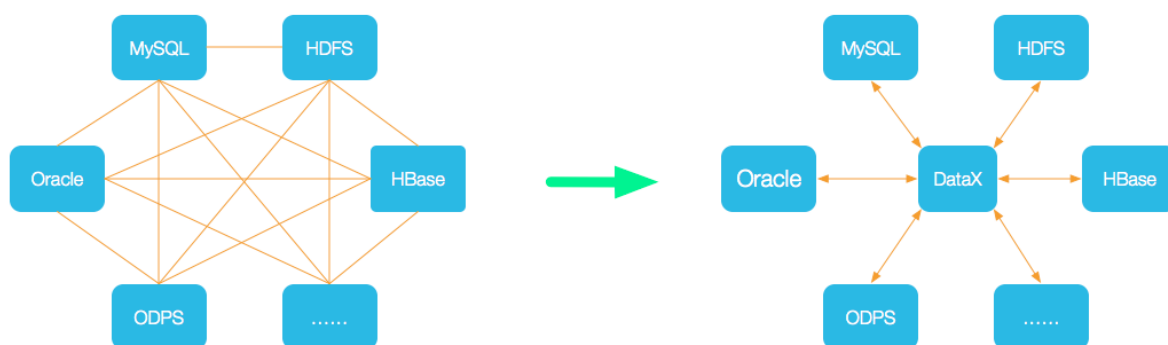 MySQL
HDFS
Oracle
HBase
ODPS
......
MySQL
HDFS
Oracle
DataX
HBase
ODPS
......